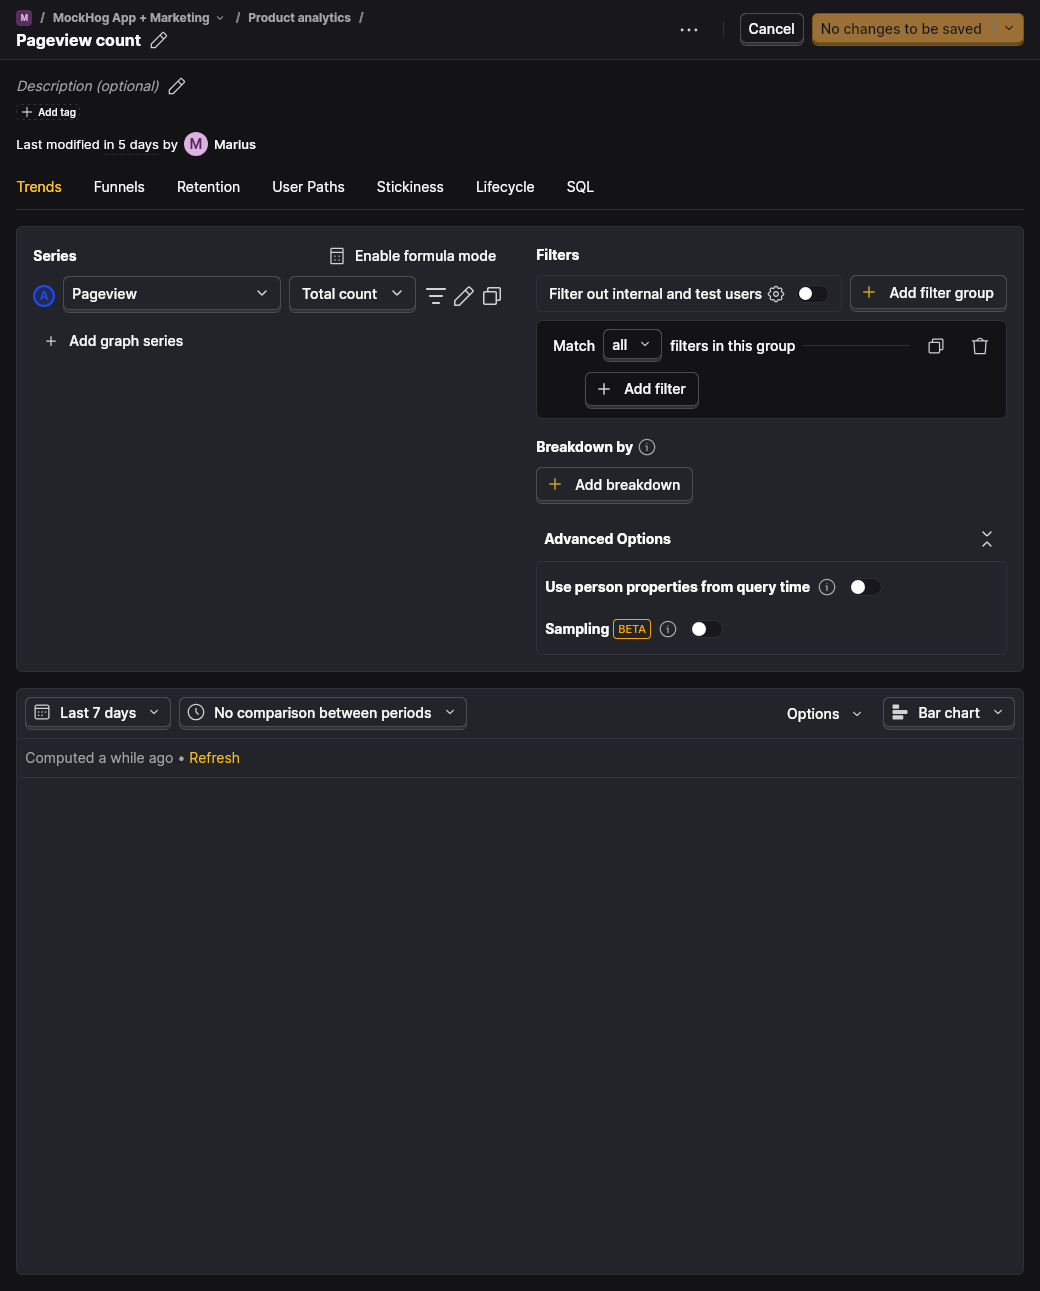 M / MockHog App + Marketing / Product analytics /
Pageview count
Cancel
No changes to be saved
Description (optional)
Add tag
Last modified in 5 days by M Marius
Trends Funnels Retention User Paths Stickiness Lifecycle SQL
Series
Enable formula mode
A Pageview Total count
Add graph series
Filters
Filter out internal and test users
Add filter group
Match all filters in this group
Add filter
Breakdown by
Add breakdown
Advanced Options
Use person properties from query time
Sampling BETA
Last 7 days No comparison between periods Options Bar chart
Computed a while ago • Refresh